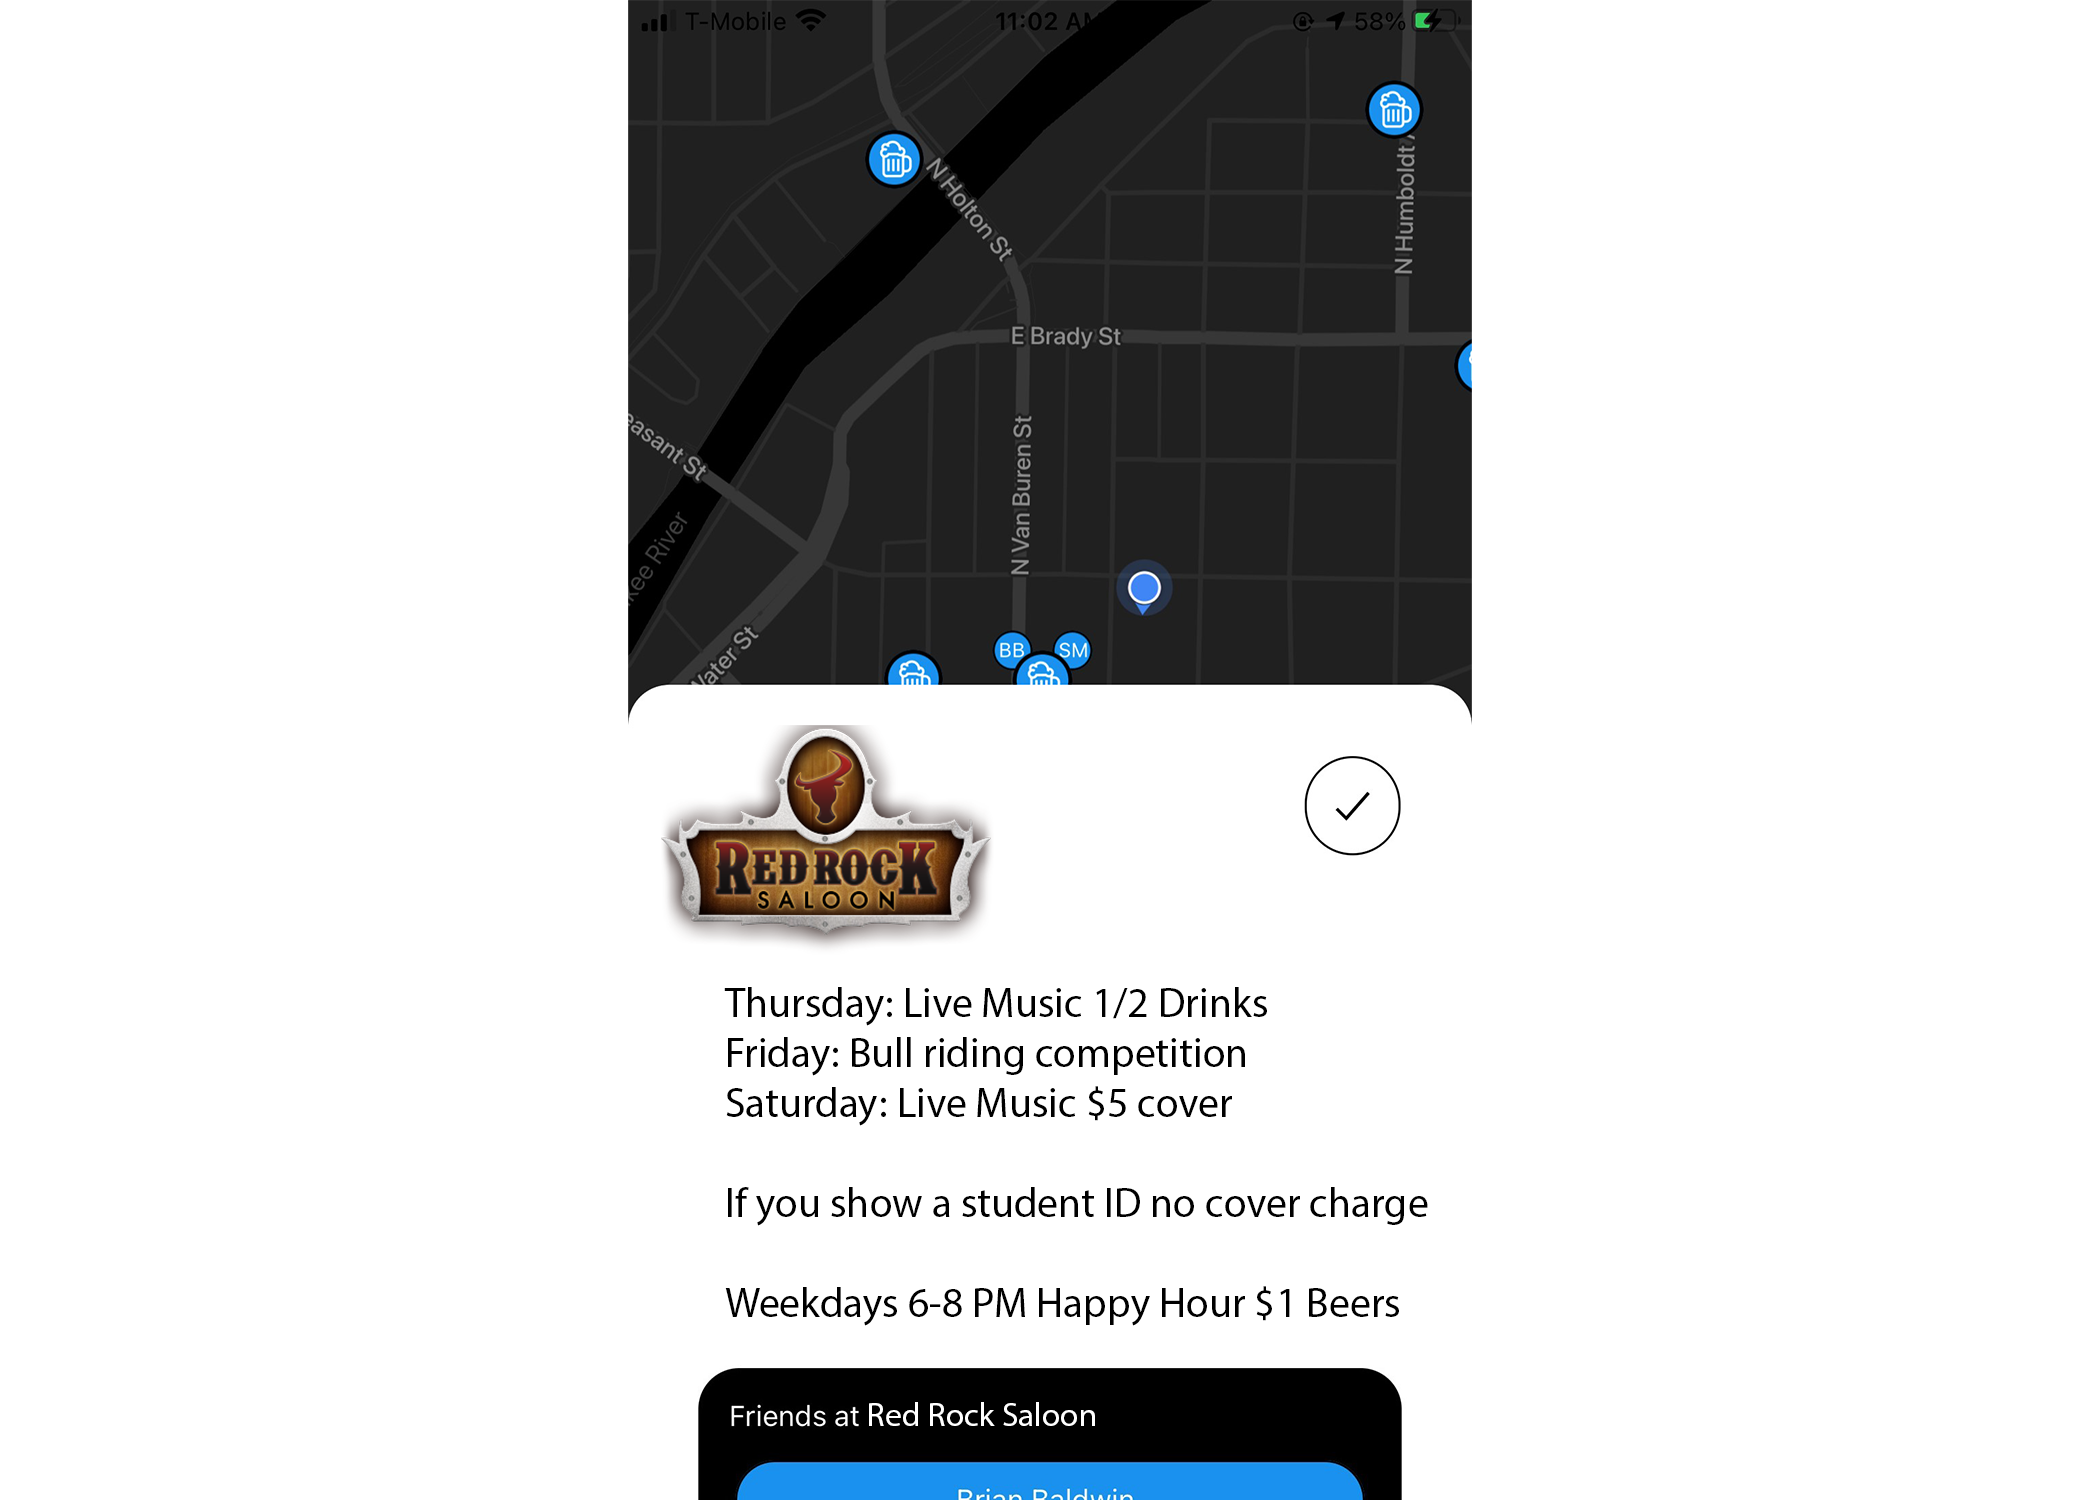 T-Mobile 11:02 AM 58%
N Holton St
N Humboldt
E Brady St
N Van Buren St
St
Water St
River
BB
SM
RED ROCK
SALOON
Thursday: Live Music 1/2 Drinks
Friday: Bull riding competition
Saturday: Live Music $5 cover
If you show a student ID no cover charge
Weekdays 6-8 PM Happy Hour $1 Beers
Friends at Red Rock Saloon
Brian Baldwin